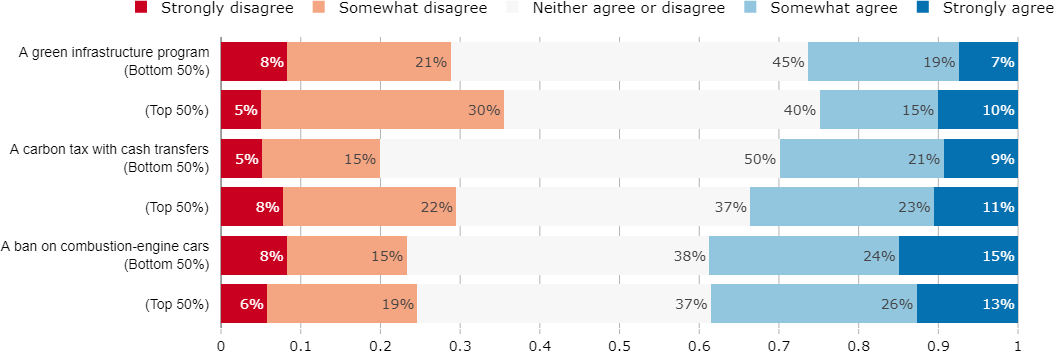 Strongly disagree Somewhat disagree Neither agree or disagree Somewhat agree Strongly agree
A green infrastructure program
(Bottom 50%)
8% 21% 45% 19% 7%
(Top 50%)
5% 30% 40% 15% 10%
A carbon tax with cash transfers
(Bottom 50%)
5% 15% 50% 21% 9%
(Top 50%)
8% 22% 37% 23% 11%
A ban on combustion-engine cars
(Bottom 50%)
8% 15% 38% 24% 15%
(Top 50%)
6% 19% 37% 26% 13%
0 0.1 0.2 0.3 0.4 0.5 0.6 0.7 0.8 0.9 1